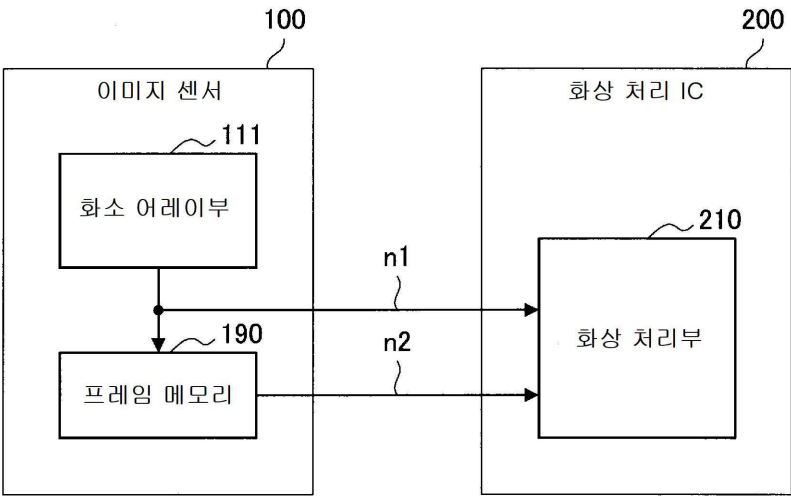 100
200
이미지 센서
화상 처리 IC
111
화소 어레이부
210
n1
190
n2
화상 처리부
프레임 메모리